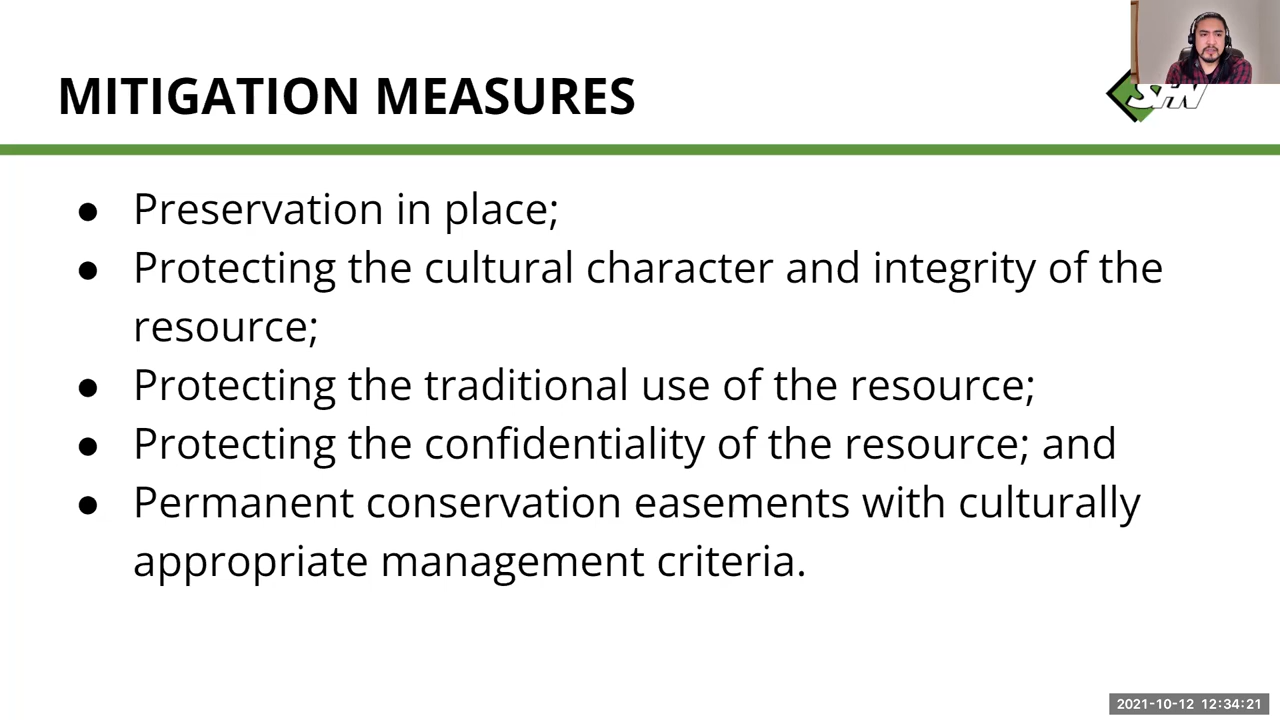 MITIGATION MEASURES
SHN
● Preservation in place;
● Protecting the cultural character and integrity of the
resource;
● Protecting the traditional use of the resource;
● Protecting the confidentiality of the resource; and
● Permanent conservation easements with culturally
appropriate management criteria.
2021-10-12 12:34:21